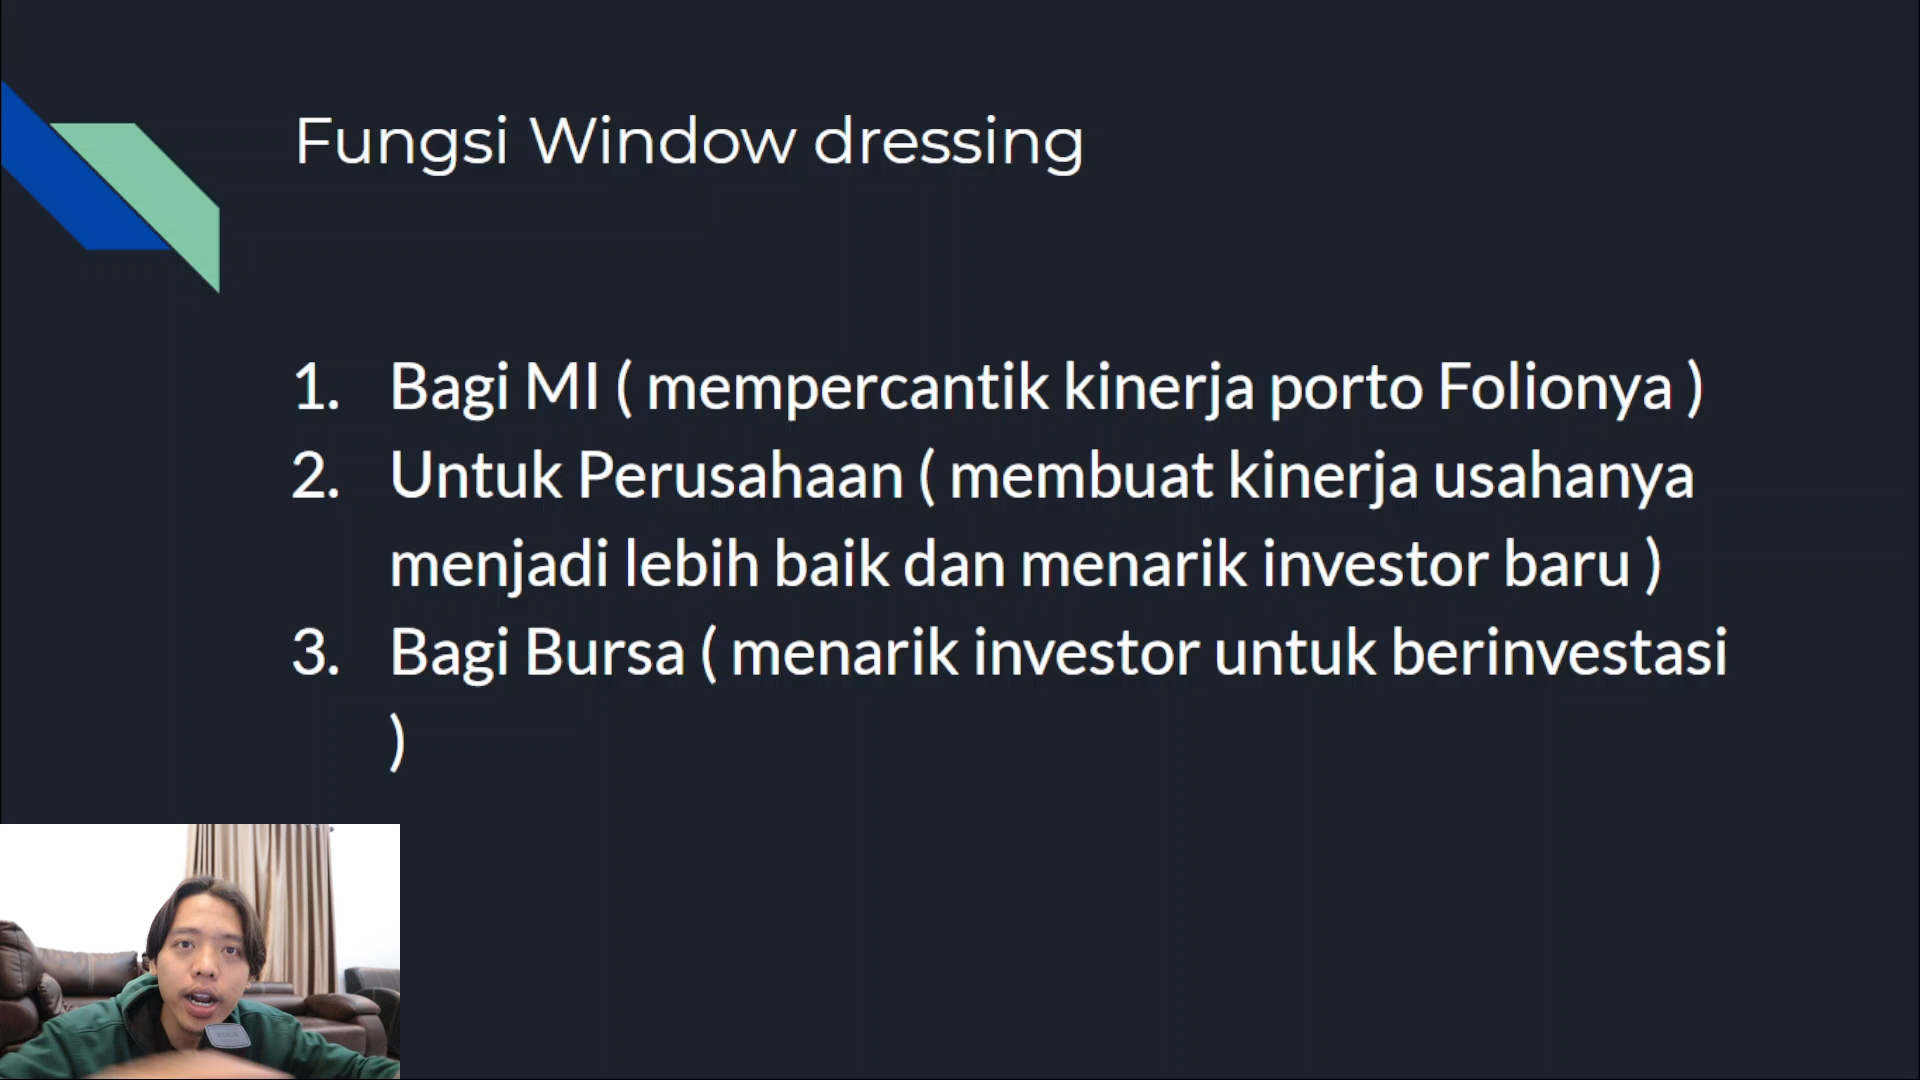 Fungsi Window dressing
1. Bagi MI ( mempercantik kinerja porto Folionya )
2. Untuk Perusahaan ( membuat kinerja usahanya
menjadi lebih baik dan menarik investor baru )
3. Bagi Bursa ( menarik investor untuk berinvestasi
)